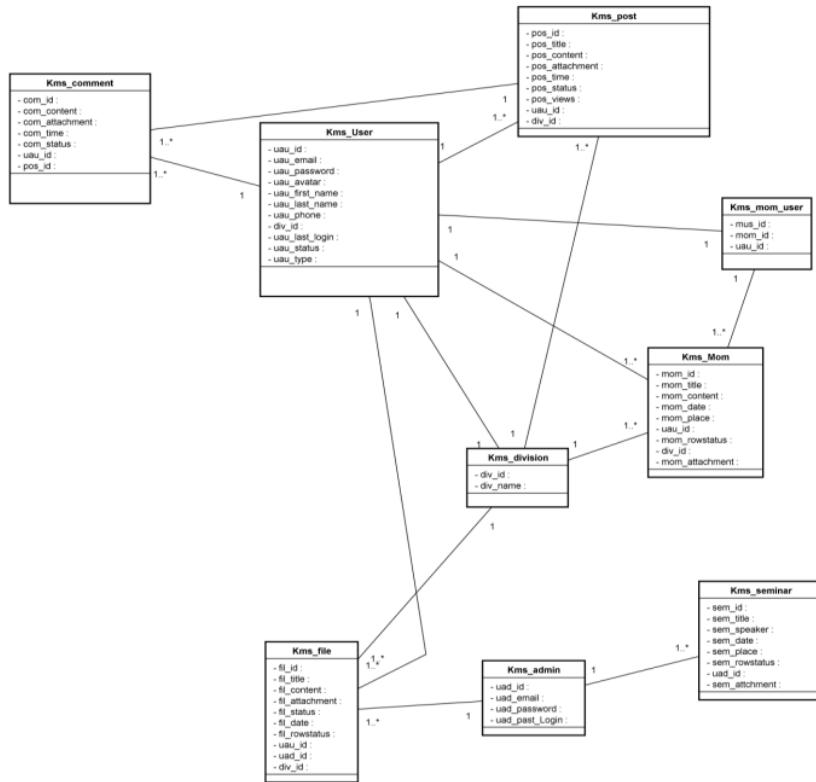 Kms_post
- pos_id :
- pos_title :
- pos_content :
- pos_attachment :
- pos_time :
- pos_status :
- pos_views :
- uau_id :
- div_id :
Kms_comment
- com_id :
- com_content :
- com_attachment :
- com_time :
- com_status :
- uau_id :
- pos_id :
1
1..*
1..*
1..*
1
Kms_User
- uau_id :
- uau_email :
- uau_password :
- uau_avatar :
- uau_first_name :
- uau_last_name :
- uau_phone :
- div_id :
- uau_last_login :
- uau_status :
- uau_type :
1
1..*
1
1
1
1
1
Kms_mom_user
- mus_id :
- mom_id :
- uau_id :
1
1
1..*
1..*
Kms_Mom
- mom_id :
- mom_title :
- mom_content :
- mom_date :
- mom_place :
- uau_id :
- mom_rowstatus :
- div_id :
- mom_attachment :
1..*
1
1
1
Kms_division
- div_id :
- div_name :
1
Kms_seminar
- sem_id :
- sem_title :
- sem_speaker :
- sem_date :
- sem_place :
- sem_rowstatus :
- uad_id :
- sem_attchment :
1..*
1
Kms_file
- fil_id :
- fil_title :
- fil_content :
- fil_attachment :
- fil_status :
- fil_date :
- fil_rowstatus :
- uau_id :
- uad_id :
- div_id :
1..*
1..*
1..*
1
Kms_admin
- uad_id :
- uad_email :
- uad_password :
- uad_past_Login :